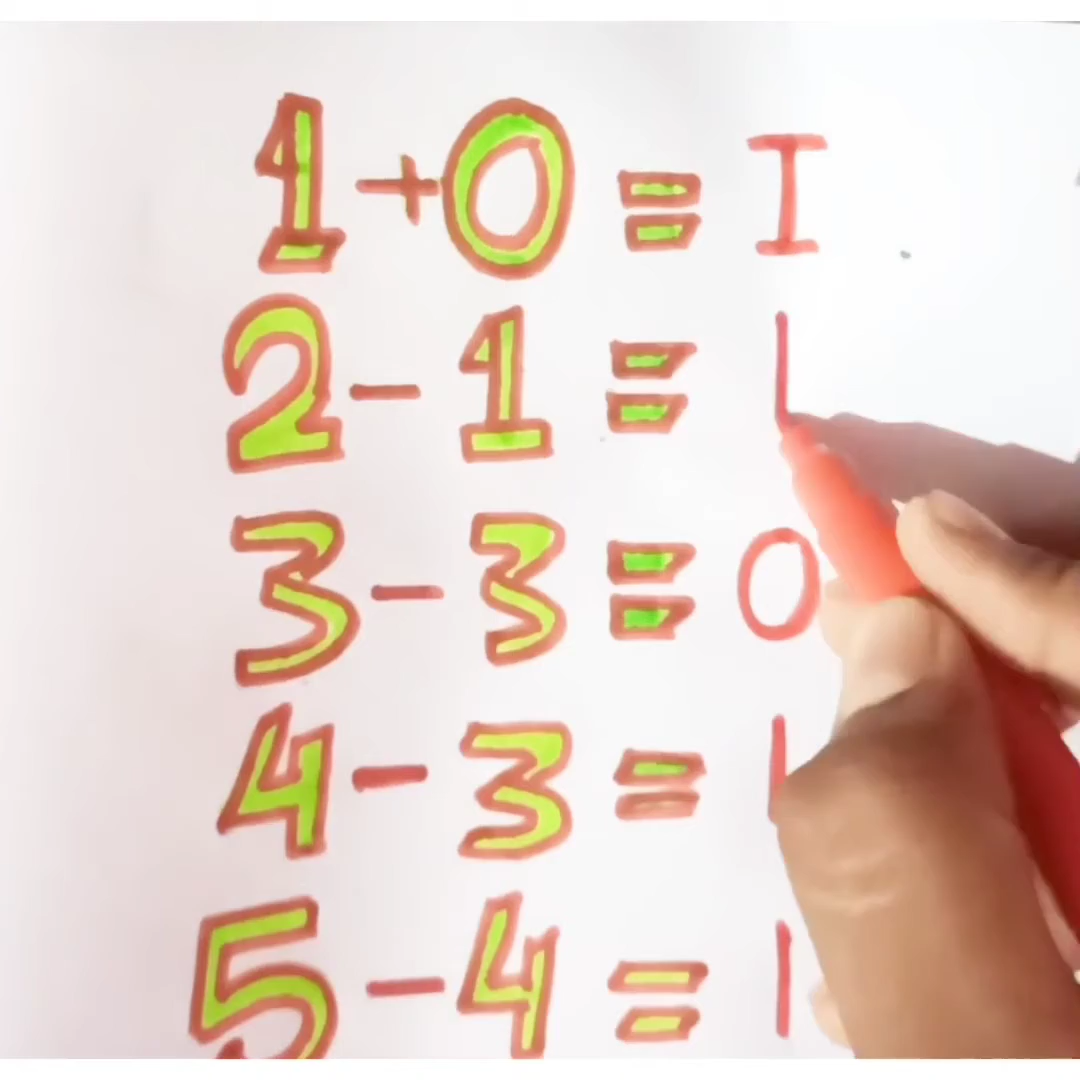 1+0 = I
2-1 = 1
3-3 = 0
4-3 = 1
5-4 = 1